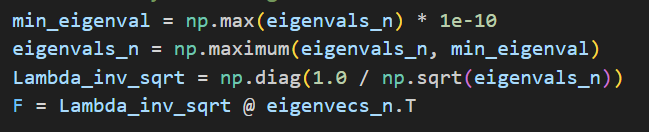 min_eigenval = np.max(eigenvals_n) * 1e-10
eigenvals_n = np.maximum(eigenvals_n, min_eigenval)
Lambda_inv_sqrt = np.diag(1.0 / np.sqrt(eigenvals_n))
F = Lambda_inv_sqrt @ eigenvecs_n.T